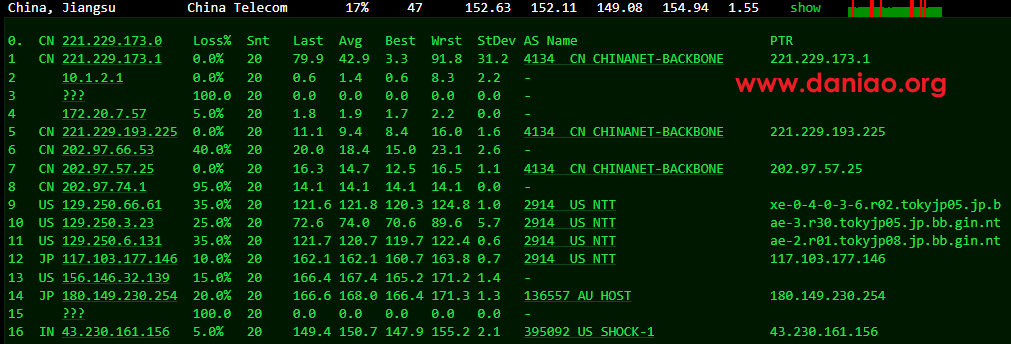 China, Jiangsu China Telecom 17% 47 152.63 152.11 149.08 154.94 1.55 show
0. CN 221.229.173.0 Loss% Snt Last Avg Best Wrst StDev AS Name PTR
1 CN 221.229.173.1 0.0% 20 79.9 42.9 3.3 91.8 31.2 4134 CN CHINANET-BACKBONE 221.229.173.1
2 10.1.2.1 0.0% 20 0.6 1.4 0.6 8.3 2.2 -
www.daniao.org
3 ??? 100.0 20 0.0 0.0 0.0 0.0 0.0 -
4 172.20.7.57 5.0% 20 1.8 1.9 1.7 2.2 0.0 -
5 CN 221.229.193.225 0.0% 20 11.1 9.4 8.4 16.0 1.6 4134 CN CHINANET-BACKBONE 221.229.193.225
6 CN 202.97.66.53 40.0% 20 20.0 18.4 15.0 23.1 2.6 -
7 CN 202.97.57.25 0.0% 20 16.3 14.7 12.5 16.5 1.1 4134 CN CHINANET-BACKBONE 202.97.57.25
8 CN 202.97.74.1 95.0% 20 14.1 14.1 14.1 14.1 0.0 -
9 US 129.250.66.61 35.0% 20 121.6 121.8 120.3 124.8 1.0 2914 US NTT xe-0-4-0-3-6.r02.tokyjp05.jp.b
10 US 129.250.3.23 25.0% 20 72.6 74.0 70.6 89.6 5.7 2914 US NTT ae-3.r30.tokyjp05.jp.bb.gin.nt
11 US 129.250.6.131 35.0% 20 121.7 120.7 119.7 122.4 0.6 2914 US NTT ae-2.r01.tokyjp08.jp.bb.gin.nt
12 JP 117.103.177.146 10.0% 20 162.1 162.1 160.7 163.8 0.7 2914 US NTT 117.103.177.146
13 US 156.146.32.139 15.0% 20 166.4 167.4 165.2 171.2 1.4 -
14 JP 180.149.230.254 20.0% 20 166.6 168.0 166.4 171.3 1.3 136557 AU HOST 180.149.230.254
15 ??? 100.0 20 0.0 0.0 0.0 0.0 0.0 -
16 IN 43.230.161.156 5.0% 20 149.4 150.7 147.9 155.2 2.1 395092 US SHOCK-1 43.230.161.156